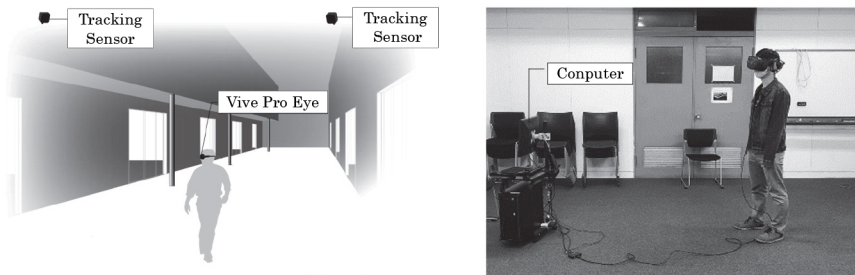 Tracking
Sensor
Tracking
Sensor
Vive Pro Eye
Conputer